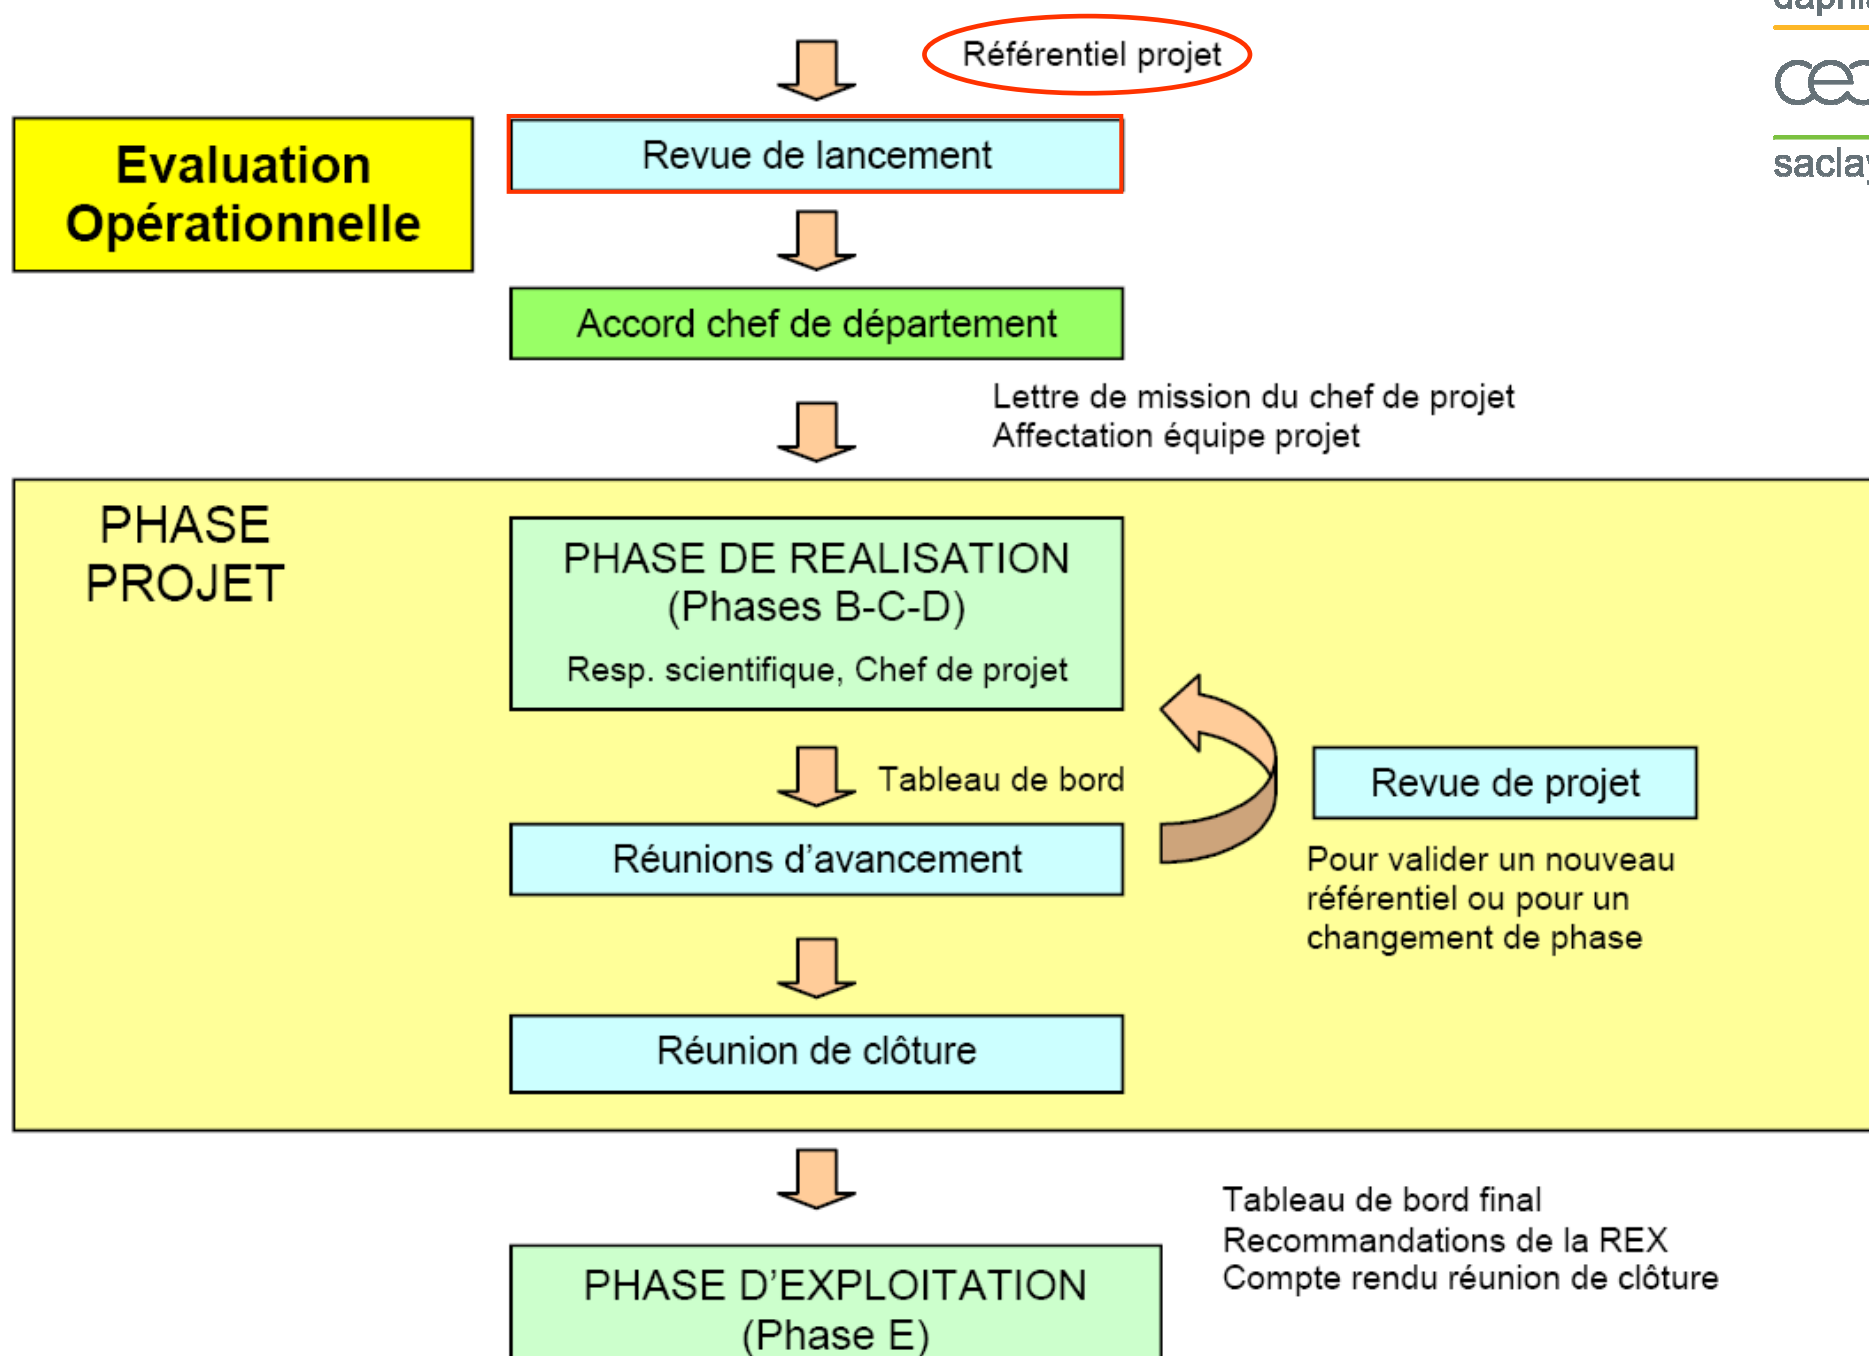 Référentiel projet
saclay
Evaluation
Opérationnelle
Revue de lancement
Accord chef de département
Lettre de mission du chef de projet
Affectation équipe projet
PHASE
PROJET
PHASE DE REALISATION
(Phases B-C-D)
Resp. scientifique, Chef de projet
Tableau de bord
Revue de projet
Réunions d'avancement
Pour valider un nouveau
référentiel ou pour un
changement de phase
Réunion de clôture
Tableau de bord final
Recommandations de la REX
Compte rendu réunion de clôture
PHASE D'EXPLOITATION
(Phase E)